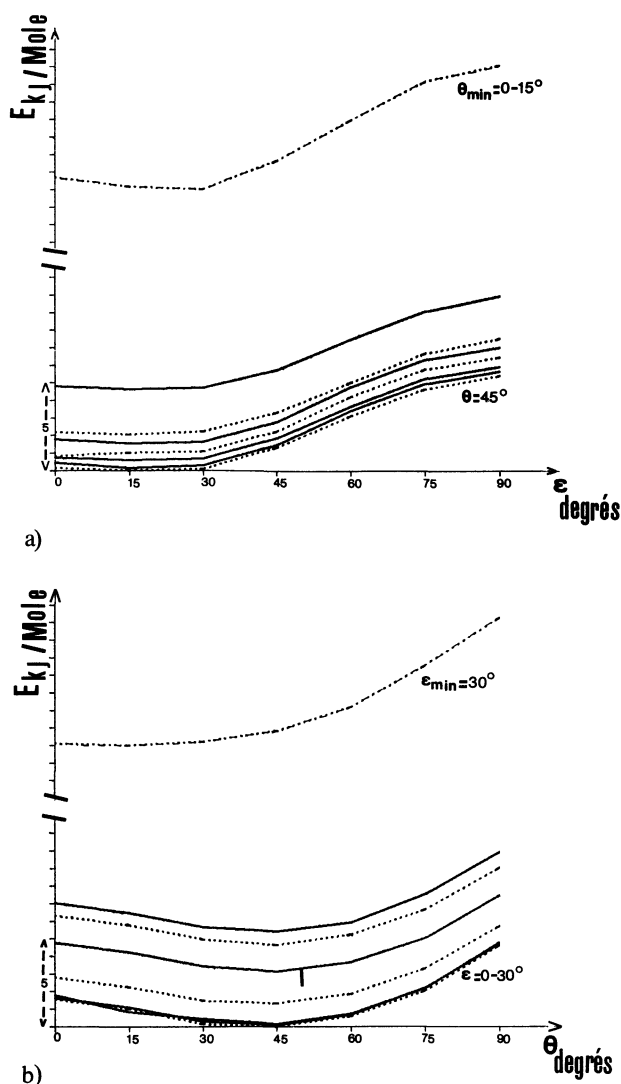 E kj/Mole
θmin=0-15°
θ=45°
5
0 15 30 45 60 75 90
ε
degrés
a)
E kj/Mole
εmin=30°
5
ε=0-30°
0 15 30 45 60 75 90
θ
degrés
b)